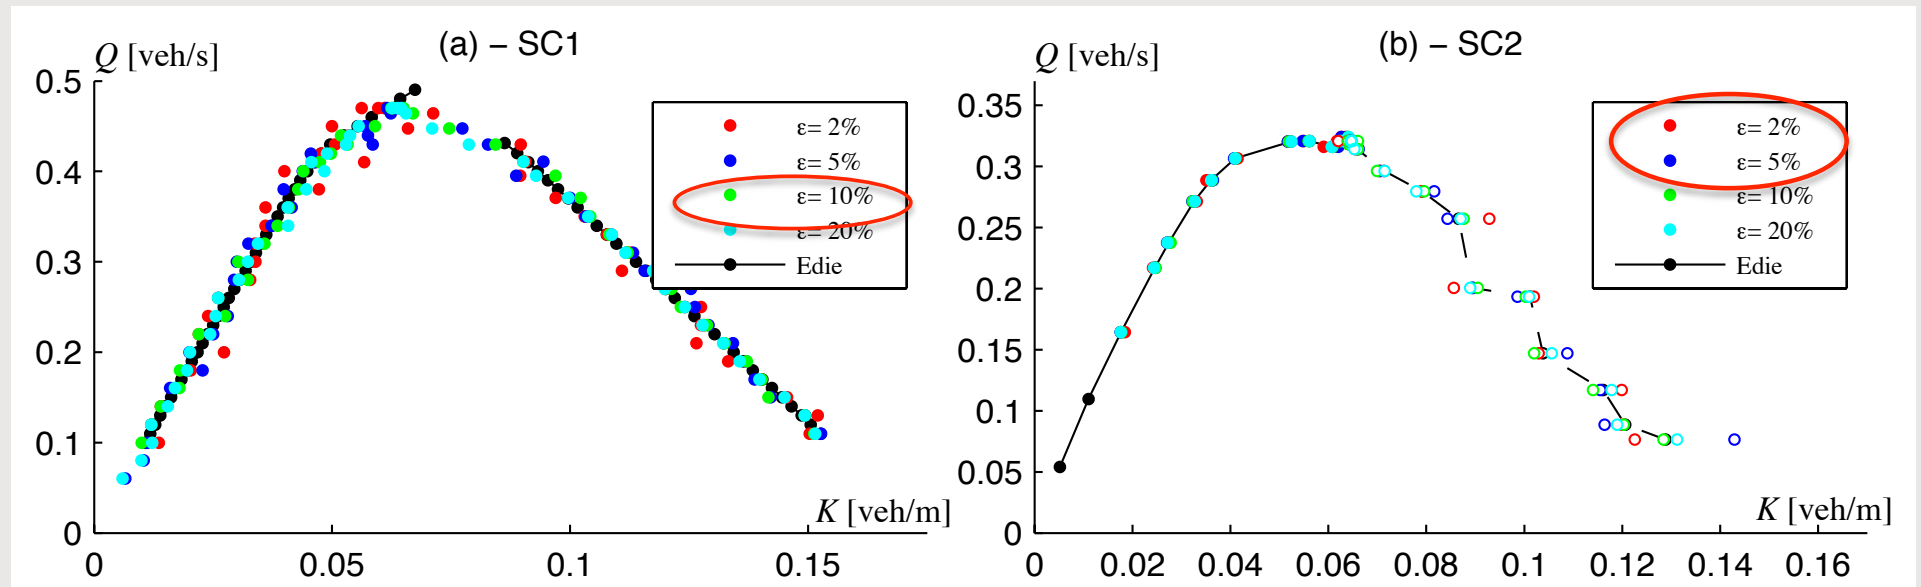 (a) – SC1
Q [veh/s]
0.5
0.4
0.3
0.2
0.1
0
0
0.05
0.1
0.15
K [veh/m]
ε= 2%
ε= 5%
ε= 10%
ε= 20%
Edie
(b) – SC2
Q [veh/s]
0.35
0.3
0.25
0.2
0.15
0.1
0.05
0
0
0.02
0.04
0.06
0.08
0.1
0.12
0.14
0.16
K [veh/m]
ε= 2%
ε= 5%
ε= 10%
ε= 20%
Edie